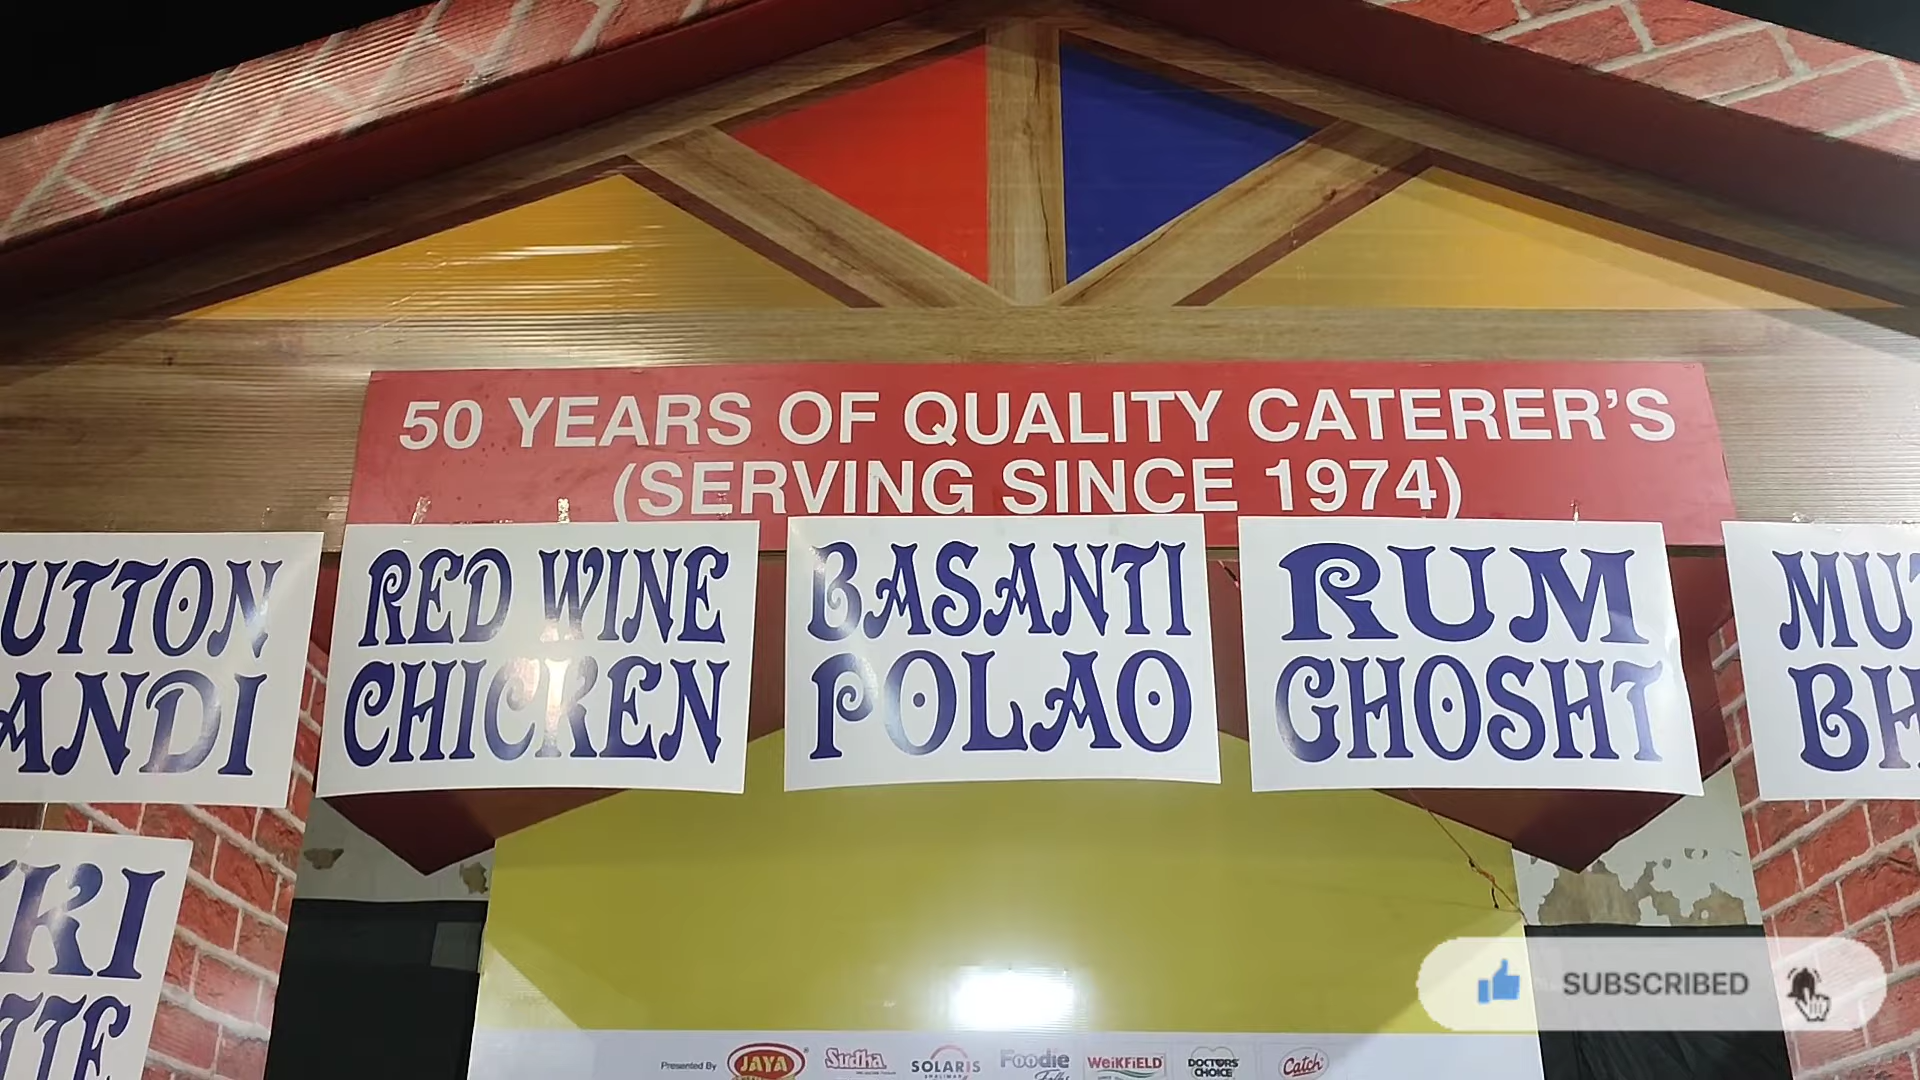 50 YEARS OF QUALITY CATERER'S
(SERVING SINCE 1974)
RED WINE
CHICKEN
BASANTI
POLAO
RUM
GHOSHT
SUBSCRIBED
Presented By
JAYA
Sudha
SOLARIS
Foodie
WEiKFiELD
DOCTORS'
CHOICE
Catch